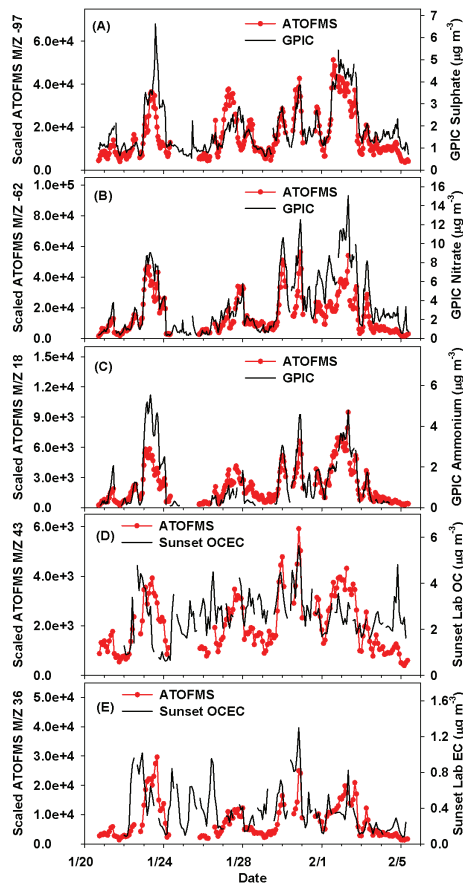 (A)
ATOFMS
GPIC
Scaled ATOFMS M/Z -97
6.0e+4
4.0e+4
2.0e+4
0.0
7
6
5
4
3
2
1
0
GPIC Sulphate (µg m-3)
(B)
ATOFMS
GPIC
Scaled ATOFMS M/Z -62
1.0e+5
8.0e+4
6.0e+4
4.0e+4
2.0e+4
0.0
16
14
12
10
8
6
4
2
0
GPIC Nitrate (µg m-3)
(C)
ATOFMS
GPIC
Scaled ATOFMS M/Z 18
1.5e+4
1.2e+4
9.0e+3
6.0e+3
3.0e+3
0.0
6
4
2
0
GPIC Ammonium (µg m-3)
(D)
ATOFMS
Sunset OCEC
Scaled ATOFMS M/Z 43
6.0e+3
4.0e+3
2.0e+3
0.0
6
4
2
0
Sunset Lab OC (µg m-3)
(E)
ATOFMS
Sunset OCEC
Scaled ATOFMS M/Z 36
5.0e+4
4.0e+4
3.0e+4
2.0e+4
1.0e+4
0.0
1.6
1.2
0.8
0.4
0.0
Sunset Lab EC (µg m-3)
1/20 1/24 1/28 2/1 2/5
Date